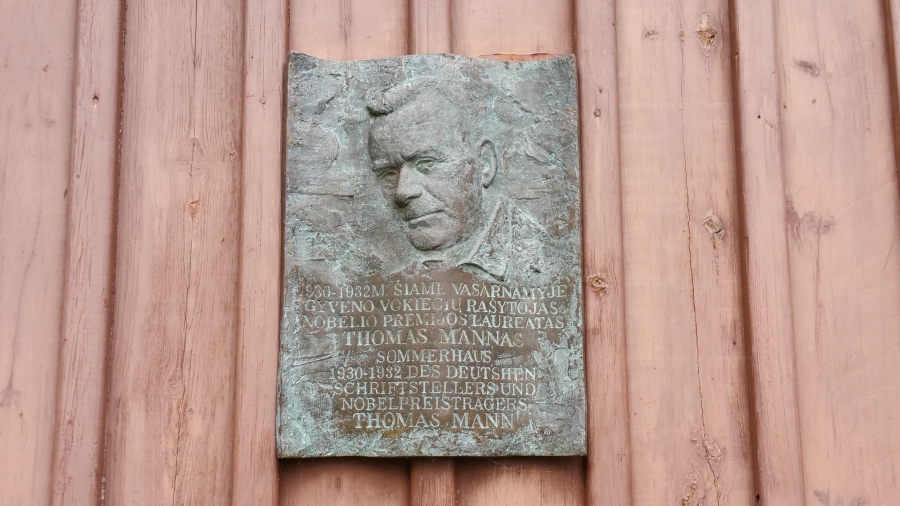 1930-1932M. ŠIAME VASARNAMYJE
GYVENO VOKIEČIŲ RAŠYTOJAS
NOBELIO PREMIJOS LAUREATAS
THOMAS MANNAS
SOMMERHAUS
1930-1932 DES DEUTSHEN
SCHRIFTSTELLERS UND
NOBELPREISTRÄGERS
THOMAS MANN